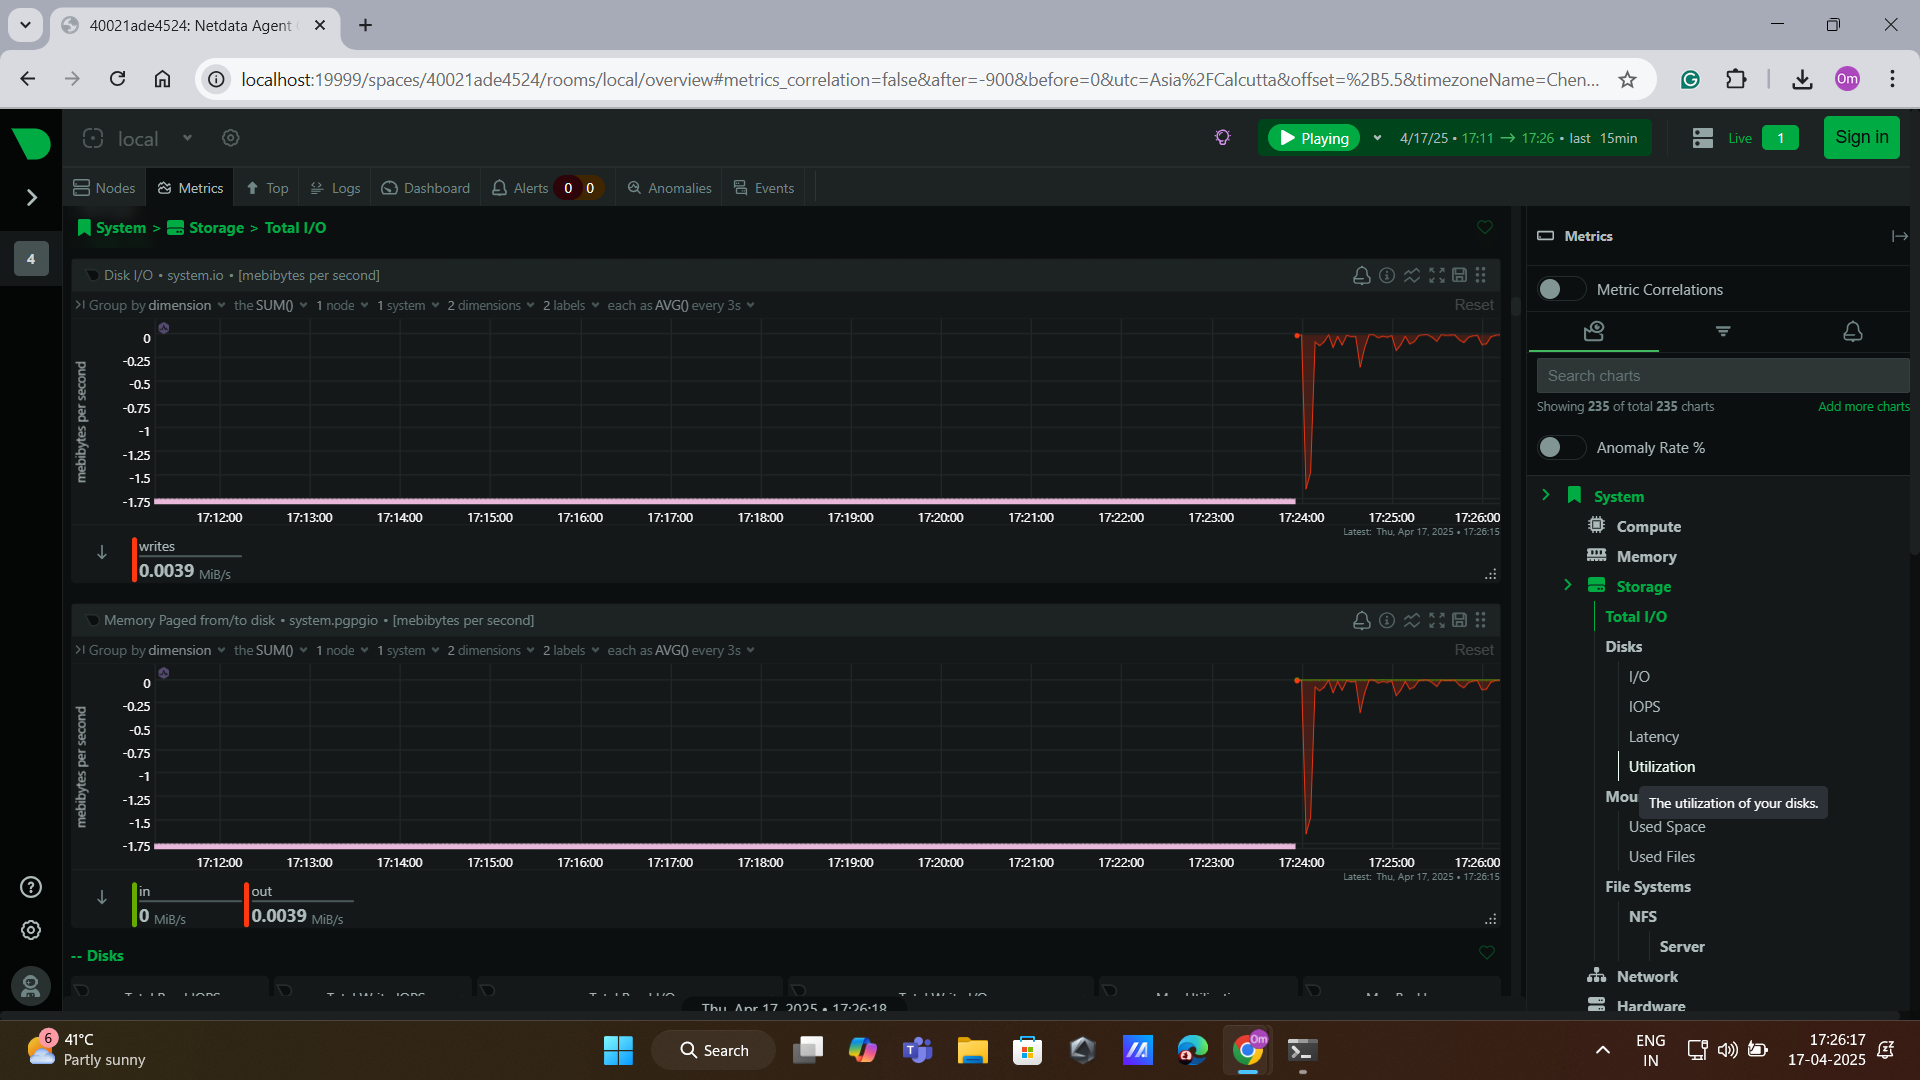 40021ade4524: Netdata Agent
localhost:19999/spaces/40021ade4524/rooms/local/overview#metrics_correlation=false&after=-900&before=0&utc=Asia%2FCalcutta&offset=%2B5.5&timezoneName=Chen...
Om
local
Playing
4/17/25 • 17:11 → 17:26 • last 15min
Live
1
Sign in
Nodes
Metrics
Top
Logs
Dashboard
Alerts 0 0
Anomalies
Events
4
System > Storage > Total I/O
Disk I/O • system.io • [mebibytes per second]
Group by dimension the SUM() 1 node 1 system 2 dimensions 2 labels each as AVG() every 3s
Reset
mebibytes per second
0
-0.25
-0.5
-0.75
-1
-1.25
-1.5
-1.75
17:12:00 17:13:00 17:14:00 17:15:00 17:16:00 17:17:00 17:18:00 17:19:00 17:20:00 17:21:00 17:22:00 17:23:00 17:24:00 17:25:00 17:26:00
Latest: Thu, Apr 17, 2025 • 17:26:15
writes
0.0039 MiB/s
Memory Paged from/to disk • system.pgpgio • [mebibytes per second]
Group by dimension the SUM() 1 node 1 system 2 dimensions 2 labels each as AVG() every 3s
Reset
mebibytes per second
0
-0.25
-0.5
-0.75
-1
-1.25
-1.5
-1.75
17:12:00 17:13:00 17:14:00 17:15:00 17:16:00 17:17:00 17:18:00 17:19:00 17:20:00 17:21:00 17:22:00 17:23:00 17:24:00 17:25:00 17:26:00
Latest: Thu, Apr 17, 2025 • 17:26:15
in
0 MiB/s
out
0.0039 MiB/s
-- Disks
Thu, Apr 17, 2025 • 17:26:18
Metrics
Metric Correlations
Search charts
Showing 235 of total 235 charts
Add more charts
Anomaly Rate %
System
Compute
Memory
Storage
Total I/O
Disks
I/O
IOPS
Latency
Utilization
Mou
The utilization of your disks.
Used Space
Used Files
File Systems
NFS
Server
Network
Hardware
6
41°C
Partly sunny
Search
Om
ENG
IN
17:26:17
17-04-2025